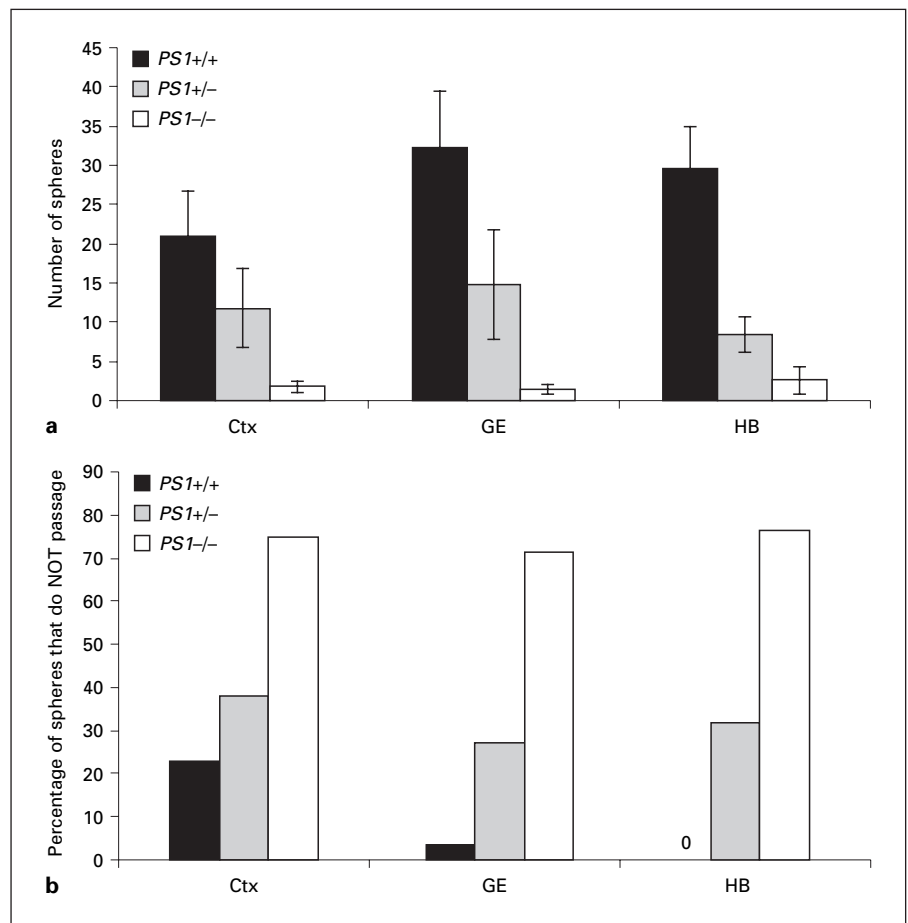 Number of spheres
45
40
35
30
25
20
15
10
5
0
PS1+/+
PS1+/–
PS1–/–
a
Ctx
GE
HB
Percentage of spheres that do NOT passage
90
80
70
60
50
40
30
20
10
0
PS1+/+
PS1+/–
PS1–/–
0
b
Ctx
GE
HB